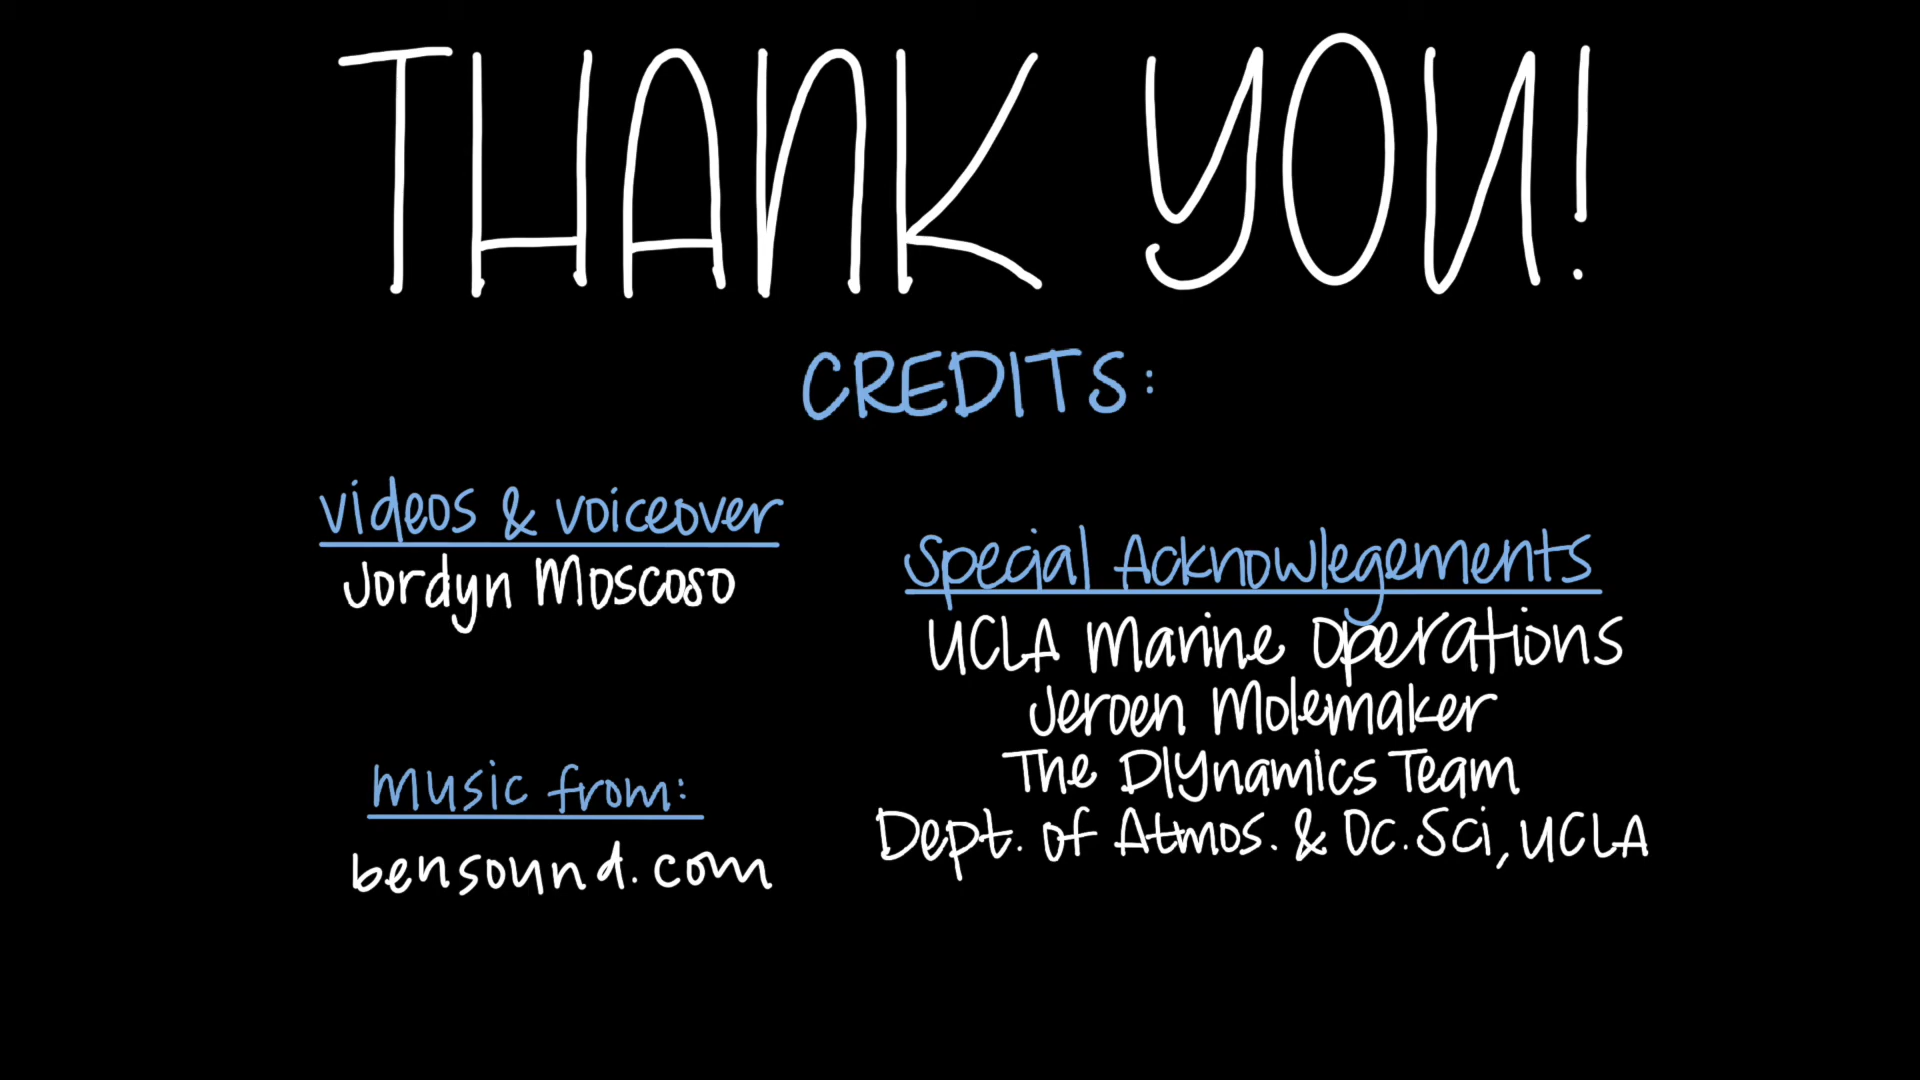 THANK YOU!
CREDITS:
videos & voiceover
Jordyn Moscoso
music from:
bensound.com
Special Acknowlegements
UCLA Marine Operations
Jeroen Molemaker
The DIYnamics Team
Dept. of Atmos. & Oc. Sci, UCLA